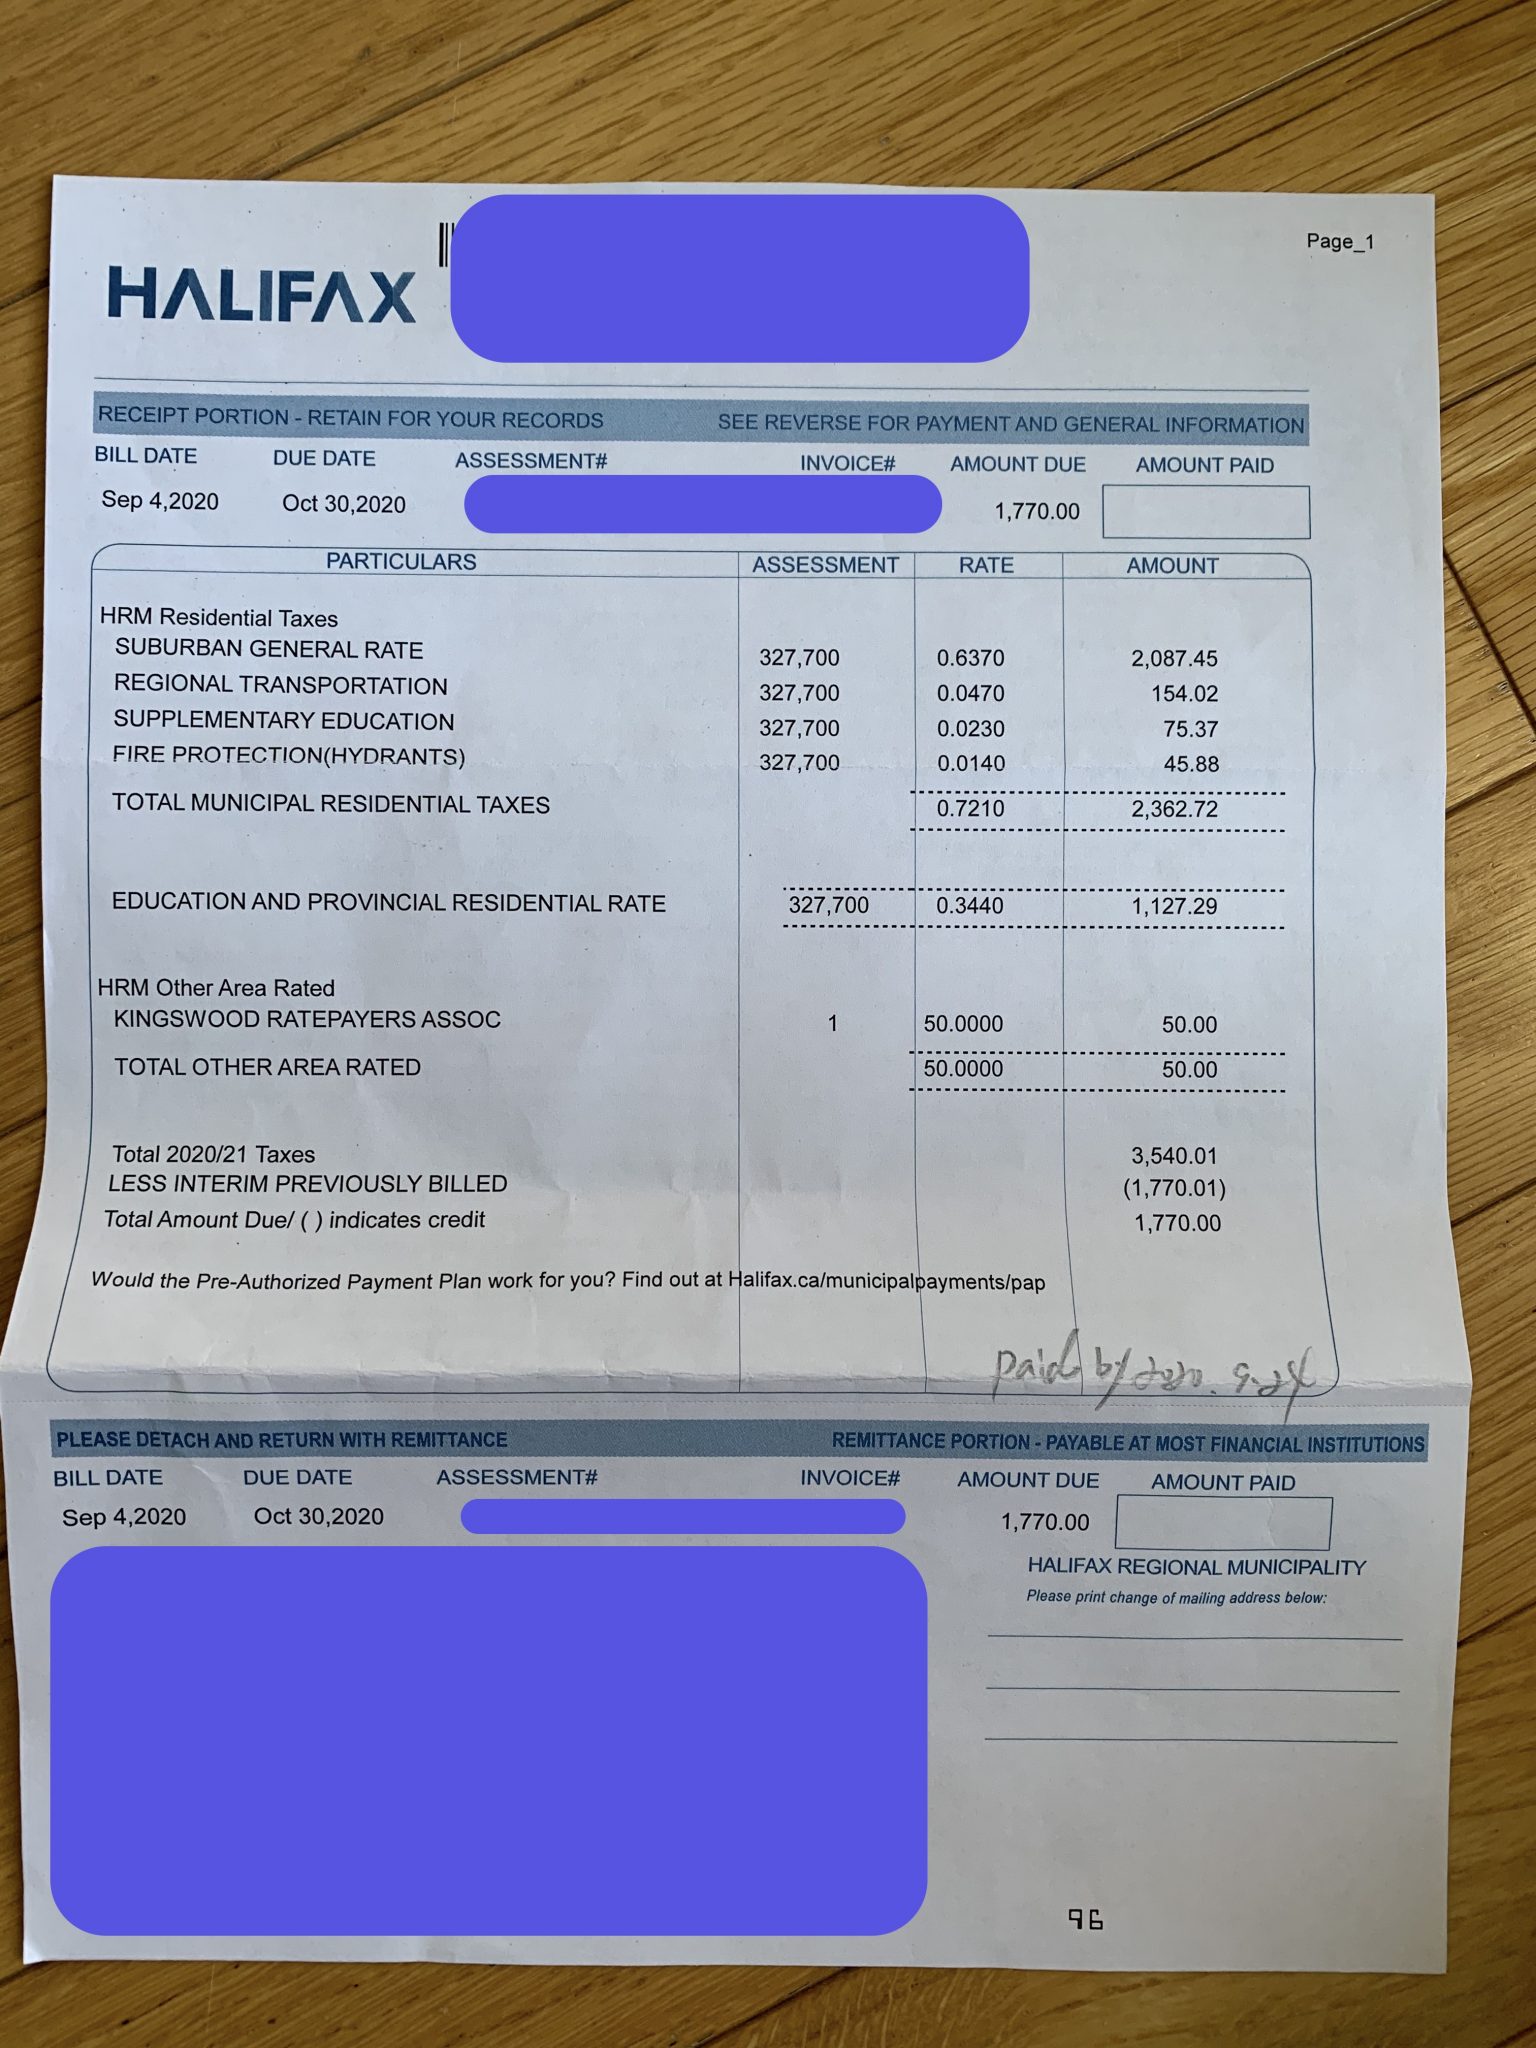 Page_1
HALIFAX
RECEIPT PORTION - RETAIN FOR YOUR RECORDS SEE REVERSE FOR PAYMENT AND GENERAL INFORMATION
BILL DATE DUE DATE ASSESSMENT# INVOICE# AMOUNT DUE AMOUNT PAID
Sep 4,2020 Oct 30,2020 1,770.00
PARTICULARS ASSESSMENT RATE AMOUNT
HRM Residential Taxes
SUBURBAN GENERAL RATE 327,700 0.6370 2,087.45
REGIONAL TRANSPORTATION 327,700 0.0470 154.02
SUPPLEMENTARY EDUCATION 327,700 0.0230 75.37
FIRE PROTECTION(HYDRANTS) 327,700 0.0140 45.88
TOTAL MUNICIPAL RESIDENTIAL TAXES 0.7210 2,362.72
EDUCATION AND PROVINCIAL RESIDENTIAL RATE 327,700 0.3440 1,127.29
HRM Other Area Rated
KINGSWOOD RATEPAYERS ASSOC 1 50.0000 50.00
TOTAL OTHER AREA RATED 50.0000 50.00
Total 2020/21 Taxes 3,540.01
LESS INTERIM PREVIOUSLY BILLED (1,770.01)
Total Amount Due/ ( ) indicates credit 1,770.00
Would the Pre-Authorized Payment Plan work for you? Find out at Halifax.ca/municipalpayments/pap
paid by 2020. 9.24
PLEASE DETACH AND RETURN WITH REMITTANCE REMITTANCE PORTION - PAYABLE AT MOST FINANCIAL INSTITUTIONS
BILL DATE DUE DATE ASSESSMENT# INVOICE# AMOUNT DUE AMOUNT PAID
Sep 4,2020 Oct 30,2020 1,770.00
HALIFAX REGIONAL MUNICIPALITY
Please print change of mailing address below:
96